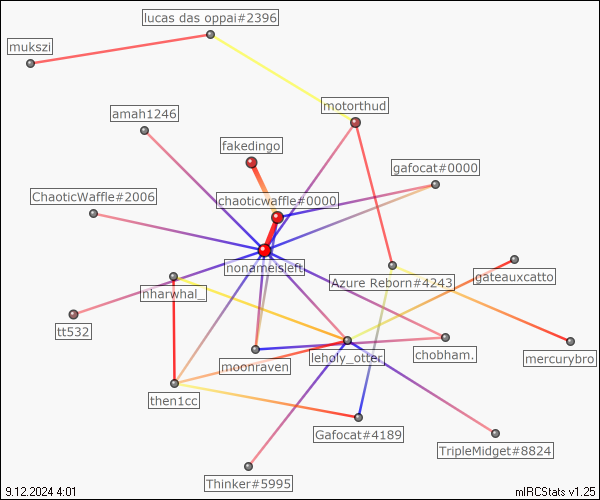 lucas das oppai#2396
mukszi
motorthud
amah1246
fakedingo
gafocat#0000
ChaoticWaffle#2006
chaoticwaffle#0000
nonameisleft
Azure Reborn#4243
gateauxcatto
nharwhal_
tt532
moonraven
leholy_otter
chobham.
mercurybro
then1cc
Gafocat#4189
TripleMidget#8824
Thinker#5995
9.12.2024 4:01
mIRCStats v1.25